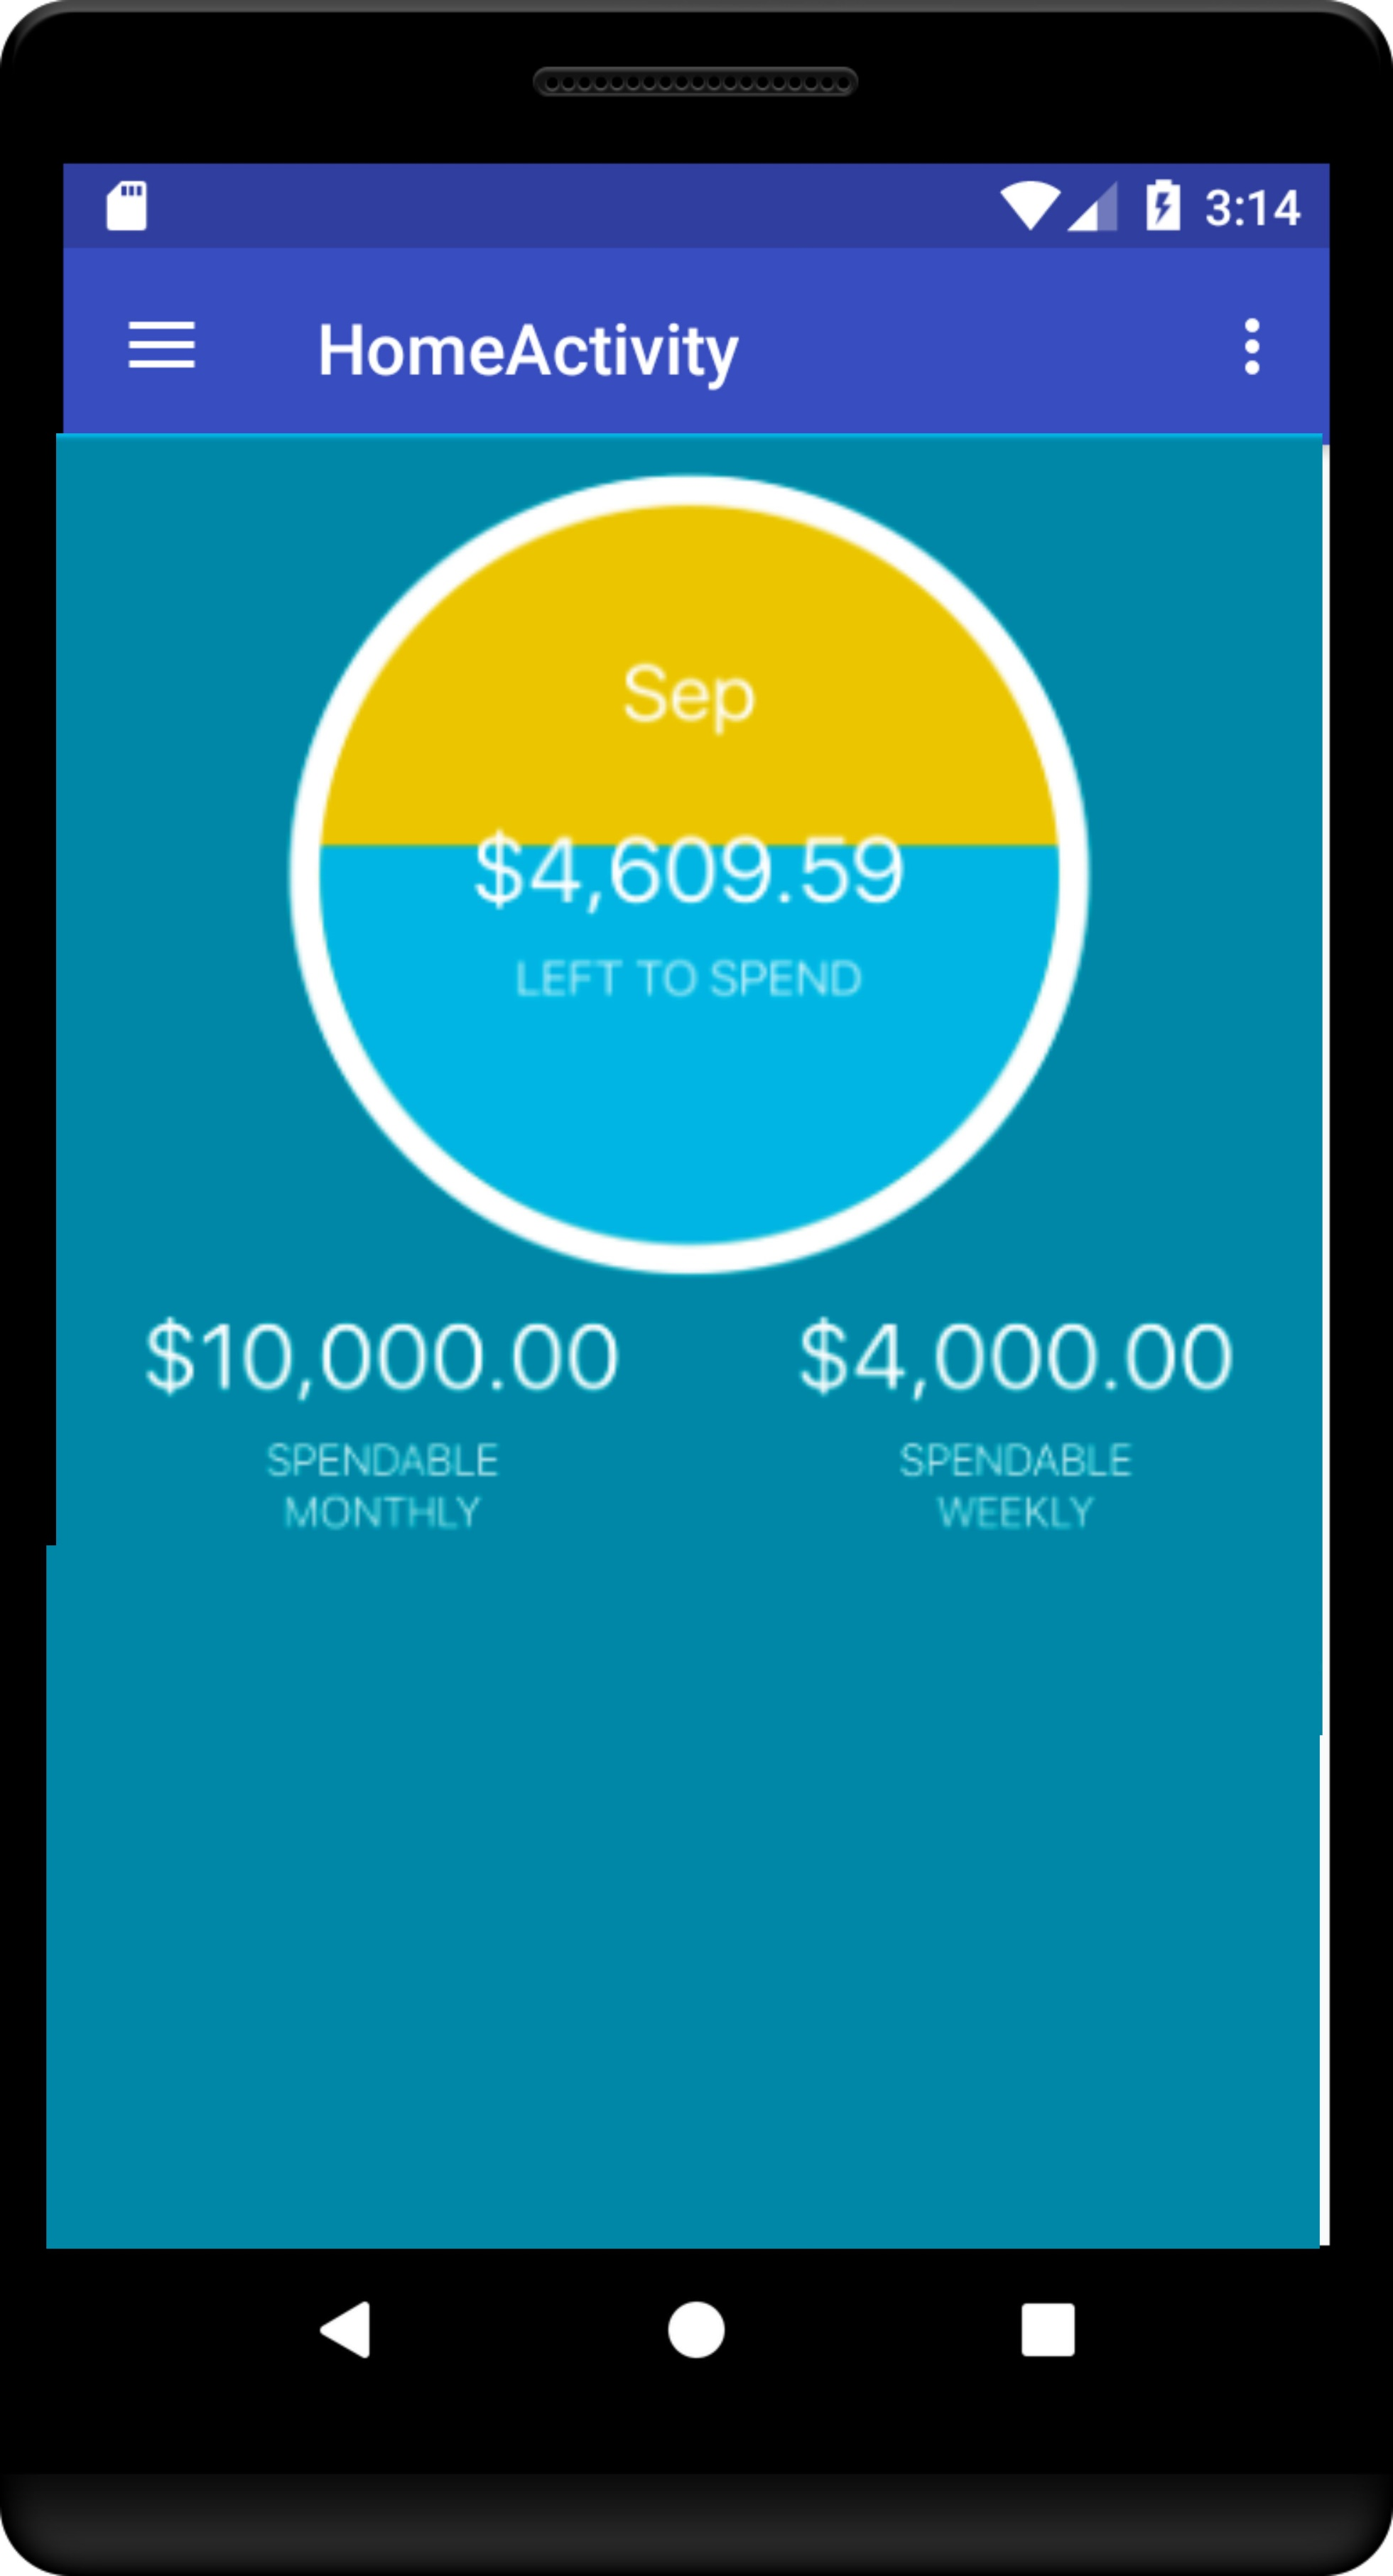 3:14
HomeActivity
Sep
$4,609.59
LEFT TO SPEND
$10,000.00
SPENDABLE
MONTHLY
$4,000.00
SPENDABLE
WEEKLY